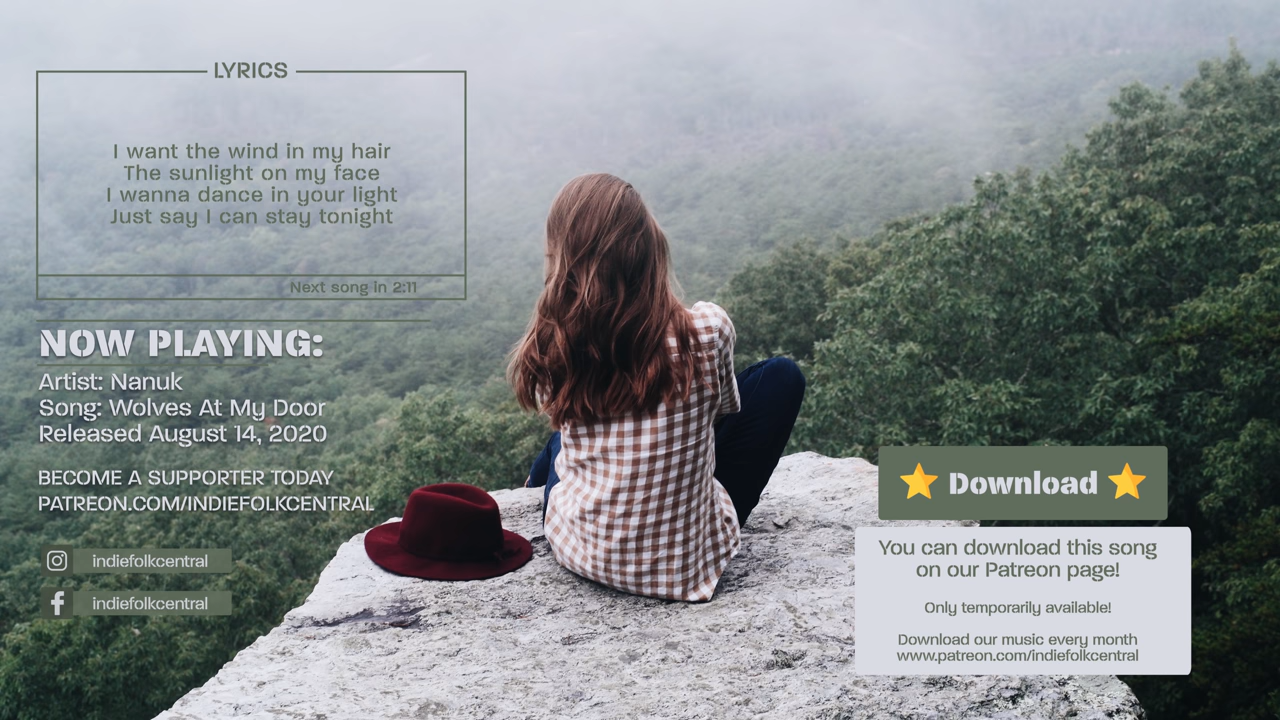 LYRICS
I want the wind in my hair
The sunlight on my face
I wanna dance in your light
Just say I can stay tonight
Next song in 2:11
NOW PLAYING:
Artist: Nanuk
Song: Wolves At My Door
Released August 14, 2020
BECOME A SUPPORTER TODAY
PATREON.COM/INDIEFOLKCENTRAL
indiefolkcentral
indiefolkcentral
⭐ Download ⭐
You can download this song
on our Patreon page!
Only temporarily available!
Download our music every month
www.patreon.com/indiefolkcentral